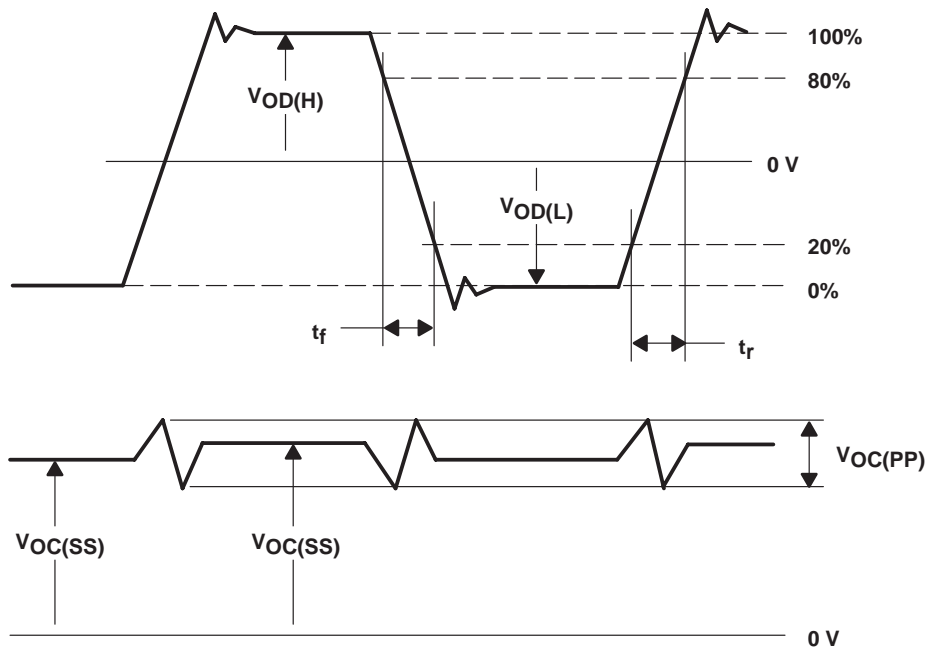 100%
80%
VOD(H)
0 V
VOD(L)
20%
0%
tf
tr
VOC(PP)
VOC(SS)
VOC(SS)
0 V